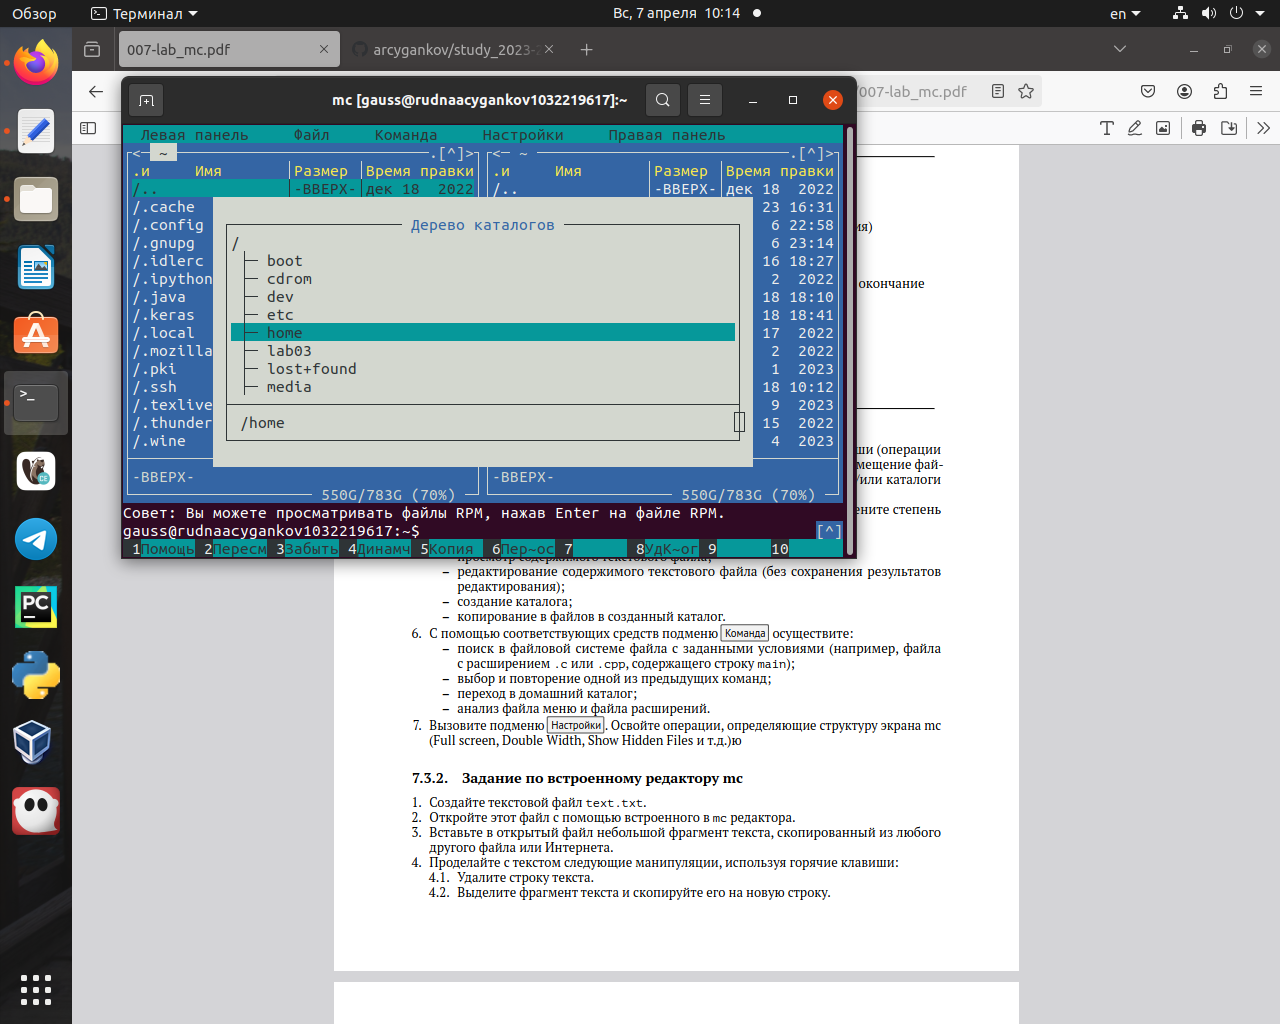 Обзор
Терминал
Вс, 7 апреля 10:14
en
007-lab_mc.pdf
arcygankov/study_2023-2
/007-lab_mc.pdf
mc [gauss@rudnaacygankov1032219617]:~
Левая панель Файл Команда Настройки Правая панель
<─ ~ ─.[^]> <─ ~ ─.[^]>
.и Имя Размер Время правки .и Имя Размер Время правки
/.. -ВВЕРХ- дек 18 2022 /.. -ВВЕРХ- дек 18 2022
/.cache 23 16:31
/.config 6 22:58
/.gnupg 6 23:14
/.idlerc 16 18:27
/.ipython 2 2022
/.java 18 18:10
/.keras 18 18:41
/.local 17 2022
/.mozilla 2 2022
/.pki 1 2023
/.ssh 18 10:12
/.texlive 9 2023
/.thunder 15 2022
/.wine 4 2023
Дерево каталогов
/
boot
cdrom
dev
etc
home
lab03
lost+found
media
/home
-ВВЕРХ- -ВВЕРХ-
550G/783G (70%) 550G/783G (70%)
Совет: Вы можете просматривать файлы RPM, нажав Enter на файле RPM.
gauss@rudnaacygankov1032219617:~$ [^]
1Помощь 2Пересм 3Забыть 4Динамч 5Копия 6Пер~ос 7 8УдК~ог 9 10
ия)
окончание
ши (операции
мещение фай-
/или каталоги
ените степень
– просмотр содержимого текстового файла;
– редактирование содержимого текстового файла (без сохранения результатов
редактирования);
– создание каталога;
– копирование в файлов в созданный каталог.
6. С помощью соответствующих средств подменю Команда осуществите:
– поиск в файловой системе файла с заданными условиями (например, файла
с расширением .c или .cpp, содержащего строку main);
– выбор и повторение одной из предыдущих команд;
– переход в домашний каталог;
– анализ файла меню и файла расширений.
7. Вызовите подменю Настройки. Освойте операции, определяющие структуру экрана mc
(Full screen, Double Width, Show Hidden Files и т.д.)ю
7.3.2. Задание по встроенному редактору mc
1. Создайте текстовой файл text.txt.
2. Откройте этот файл с помощью встроенного в mc редактора.
3. Вставьте в открытый файл небольшой фрагмент текста, скопированный из любого
другого файла или Интернета.
4. Проделайте с текстом следующие манипуляции, используя горячие клавиши:
4.1. Удалите строку текста.
4.2. Выделите фрагмент текста и скопируйте его на новую строку.